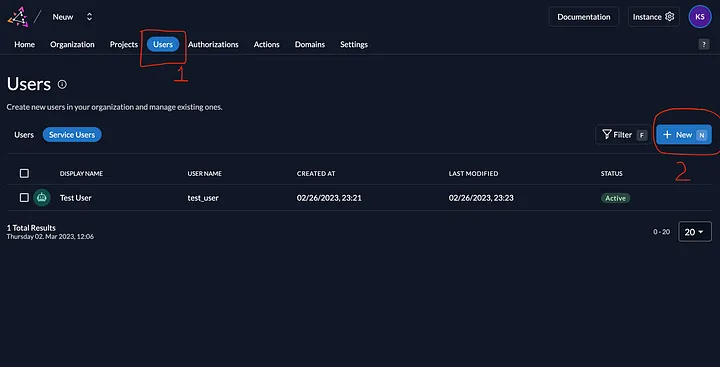 / Neuw Documentation Instance KS
Home Organization Projects Users Authorizations Actions Domains Settings ?
1
Users
Create new users in your organization and manage existing ones.
Users Service Users Filter F + New N
2
DISPLAY NAME USER NAME CREATED AT LAST MODIFIED STATUS
Test User test_user 02/26/2023, 23:21 02/26/2023, 23:23 Active
1 Total Results
Thursday 02. Mar 2023, 12:06
0 - 20 20